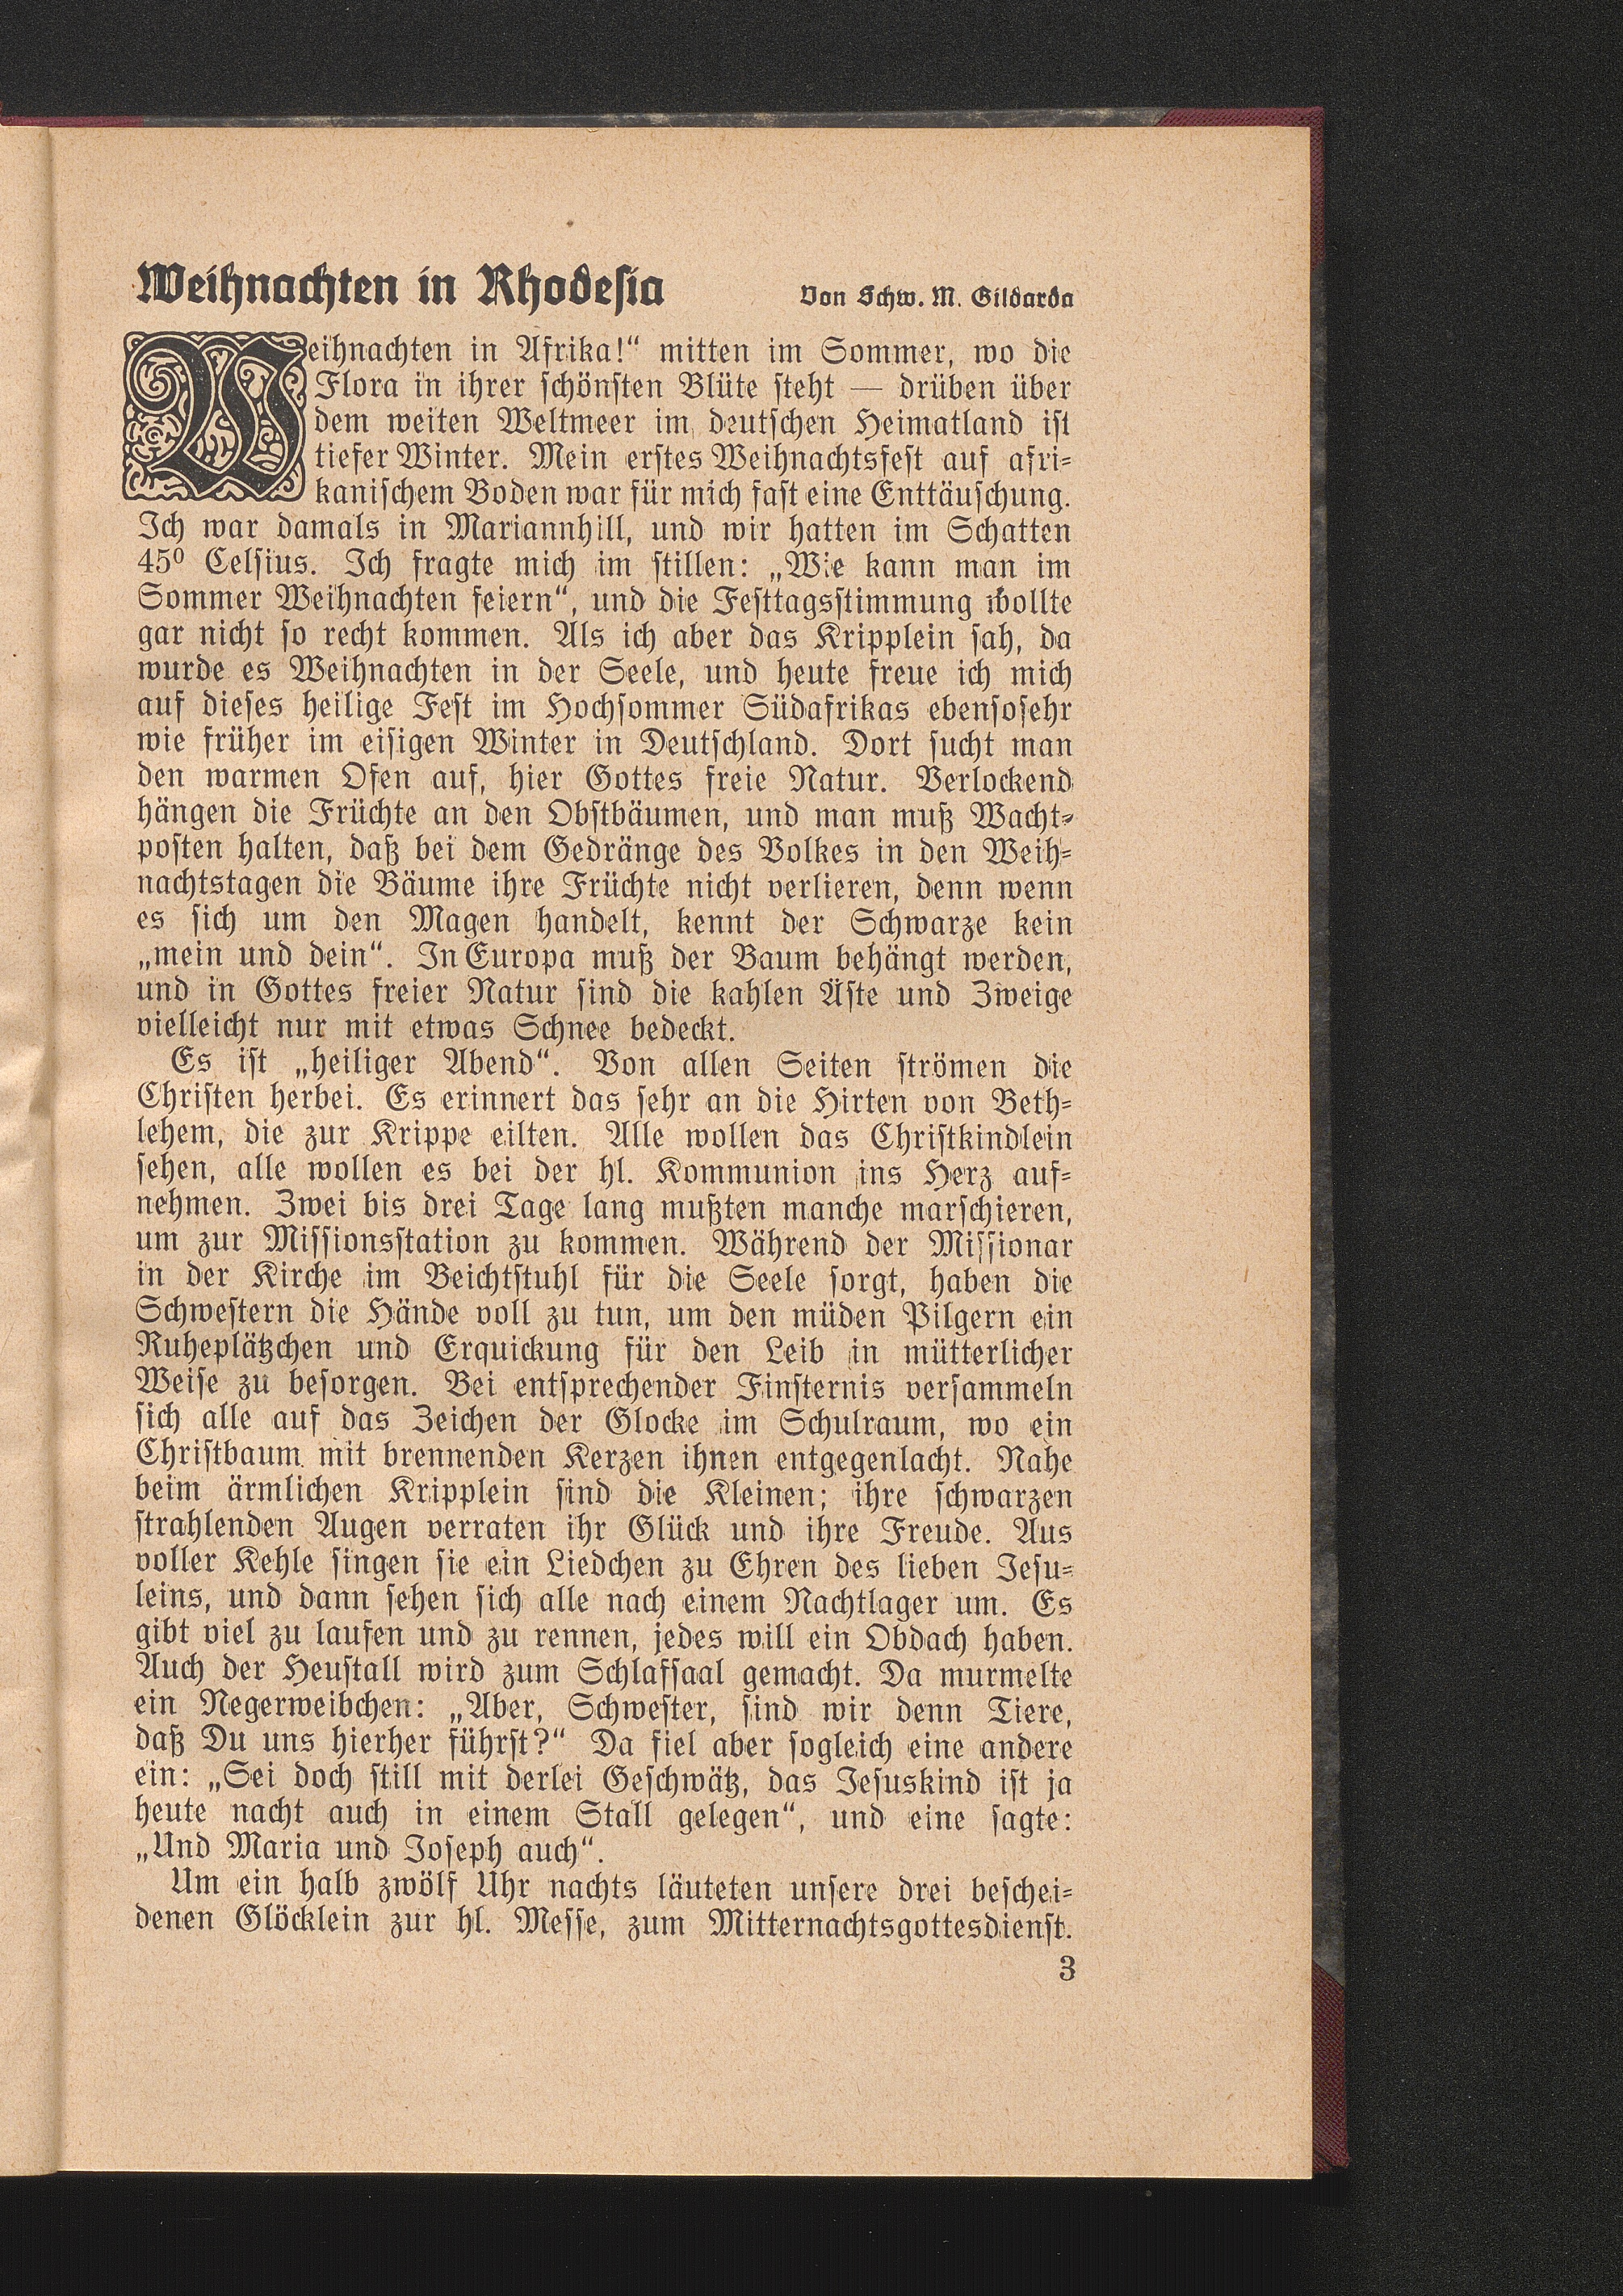 Weihnachten in Rhodesia Von Schw. M. Gildarda
Weihnachten in Afrika!“ mitten im Sommer, wo die
Flora in ihrer schönsten Blüte steht — drüben über
dem weiten Weltmeer im deutschen Heimatland ist
tiefer Winter. Mein erstes Weihnachtsfest auf afri-
kanischem Boden war für mich fast eine Enttäuschung.
Ich war damals in Mariannhill, und wir hatten im Schatten
45⁰ Celsius. Ich fragte mich im stillen: „Wie kann man im
Sommer Weihnachten feiern“, und die Festtagsstimmung wollte
gar nicht so recht kommen. Als ich aber das Kripplein sah, da
wurde es Weihnachten in der Seele, und heute freue ich mich
auf dieses heilige Fest im Hochsommer Südafrikas ebensosehr
wie früher im eisigen Winter in Deutschland. Dort sucht man
den warmen Ofen auf, hier Gottes freie Natur. Verlockend
hängen die Früchte an den Obstbäumen, und man muß Wacht-
posten halten, daß bei dem Gedränge des Volkes in den Weih-
nachtstagen die Bäume ihre Früchte nicht verlieren, denn wenn
es sich um den Magen handelt, kennt der Schwarze kein
„mein und dein“. In Europa muß der Baum behängt werden,
und in Gottes freier Natur sind die kahlen Äste und Zweige
vielleicht nur mit etwas Schnee bedeckt.
Es ist „heiliger Abend“. Von allen Seiten strömen die
Christen herbei. Es erinnert das sehr an die Hirten von Beth-
lehem, die zur Krippe eilten. Alle wollen das Christkindlein
sehen, alle wollen es bei der hl. Kommunion ins Herz auf-
nehmen. Zwei bis drei Tage lang mußten manche marschieren,
um zur Missionsstation zu kommen. Während der Missionar
in der Kirche im Beichtstuhl für die Seele sorgt, haben die
Schwestern die Hände voll zu tun, um den müden Pilgern ein
Ruheplätzchen und Erquickung für den Leib in mütterlicher
Weise zu besorgen. Bei entsprechender Finsternis versammeln
sich alle auf das Zeichen der Glocke im Schulraum, wo ein
Christbaum mit brennenden Kerzen ihnen entgegenlacht. Nahe
beim ärmlichen Kripplein sind die Kleinen; ihre schwarzen
strahlenden Augen verraten ihr Glück und ihre Freude. Aus
voller Kehle singen sie ein Liedchen zu Ehren des lieben Jesu-
leins, und dann sehen sich alle nach einem Nachtlager um. Es
gibt viel zu laufen und zu rennen, jedes will ein Obdach haben.
Auch der Heustall wird zum Schlafsaal gemacht. Da murmelte
ein Negerweibchen: „Aber, Schwester, sind wir denn Tiere,
daß Du uns hierher führst?“ Da fiel aber sogleich eine andere
ein: „Sei doch still mit derlei Geschwätz, das Jesuskind ist ja
heute nacht auch in einem Stall gelegen“, und eine sagte:
„Und Maria und Joseph auch“.
Um ein halb zwölf Uhr nachts läuteten unsere drei beschei-
denen Glöcklein zur hl. Messe, zum Mitternachtsgottesdienst.
3